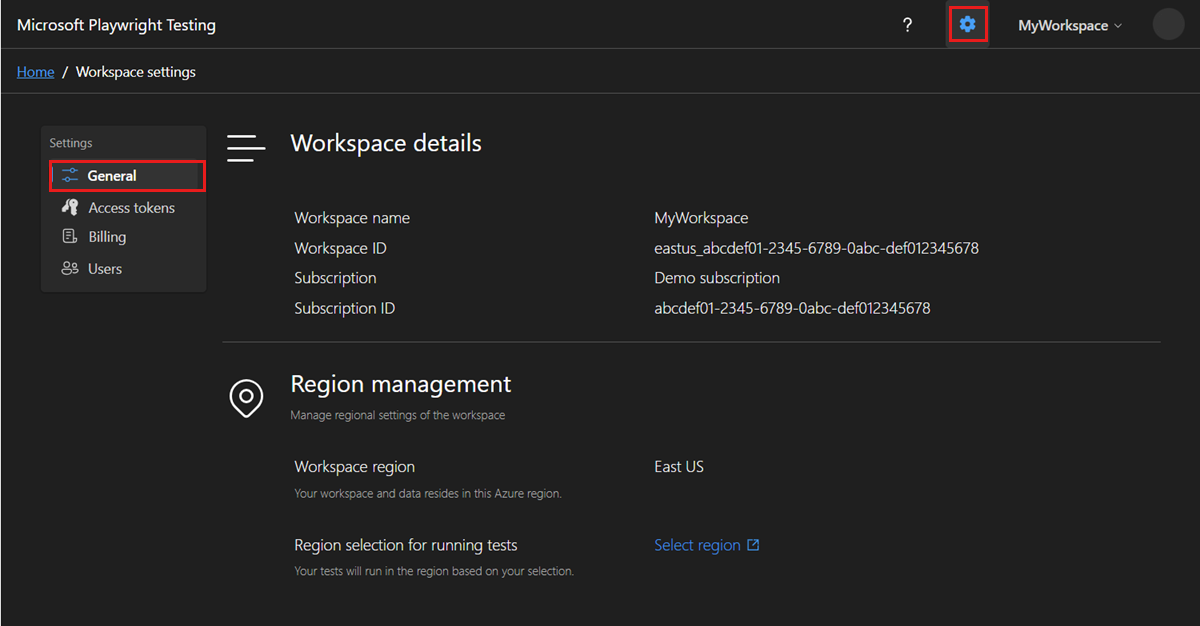 Microsoft Playwright Testing
?
MyWorkspace
Home / Workspace settings
Settings
General
Access tokens
Billing
Users
Workspace details
Workspace name MyWorkspace
Workspace ID eastus_abcdef01-2345-6789-0abc-def012345678
Subscription Demo subscription
Subscription ID abcdef01-2345-6789-0abc-def012345678
Region management
Manage regional settings of the workspace
Workspace region East US
Your workspace and data resides in this Azure region.
Region selection for running tests Select region
Your tests will run in the region based on your selection.